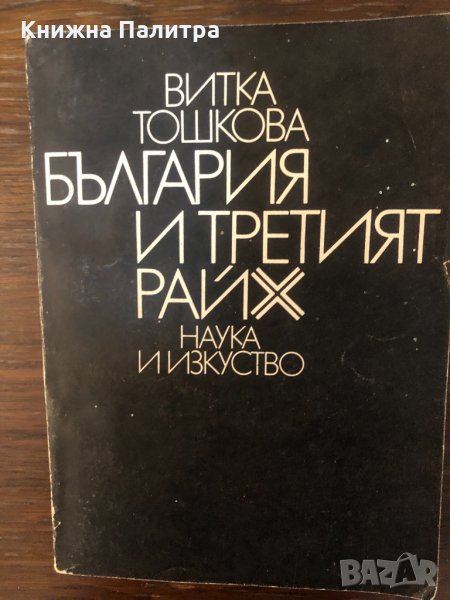 Книжна Палитра
ВИТКА
ТОШКОВА
БЪЛГАРИЯ
И ТРЕТИЯТ
РАЙХ
НАУКА
И ИЗКУСТВО
BAZAR